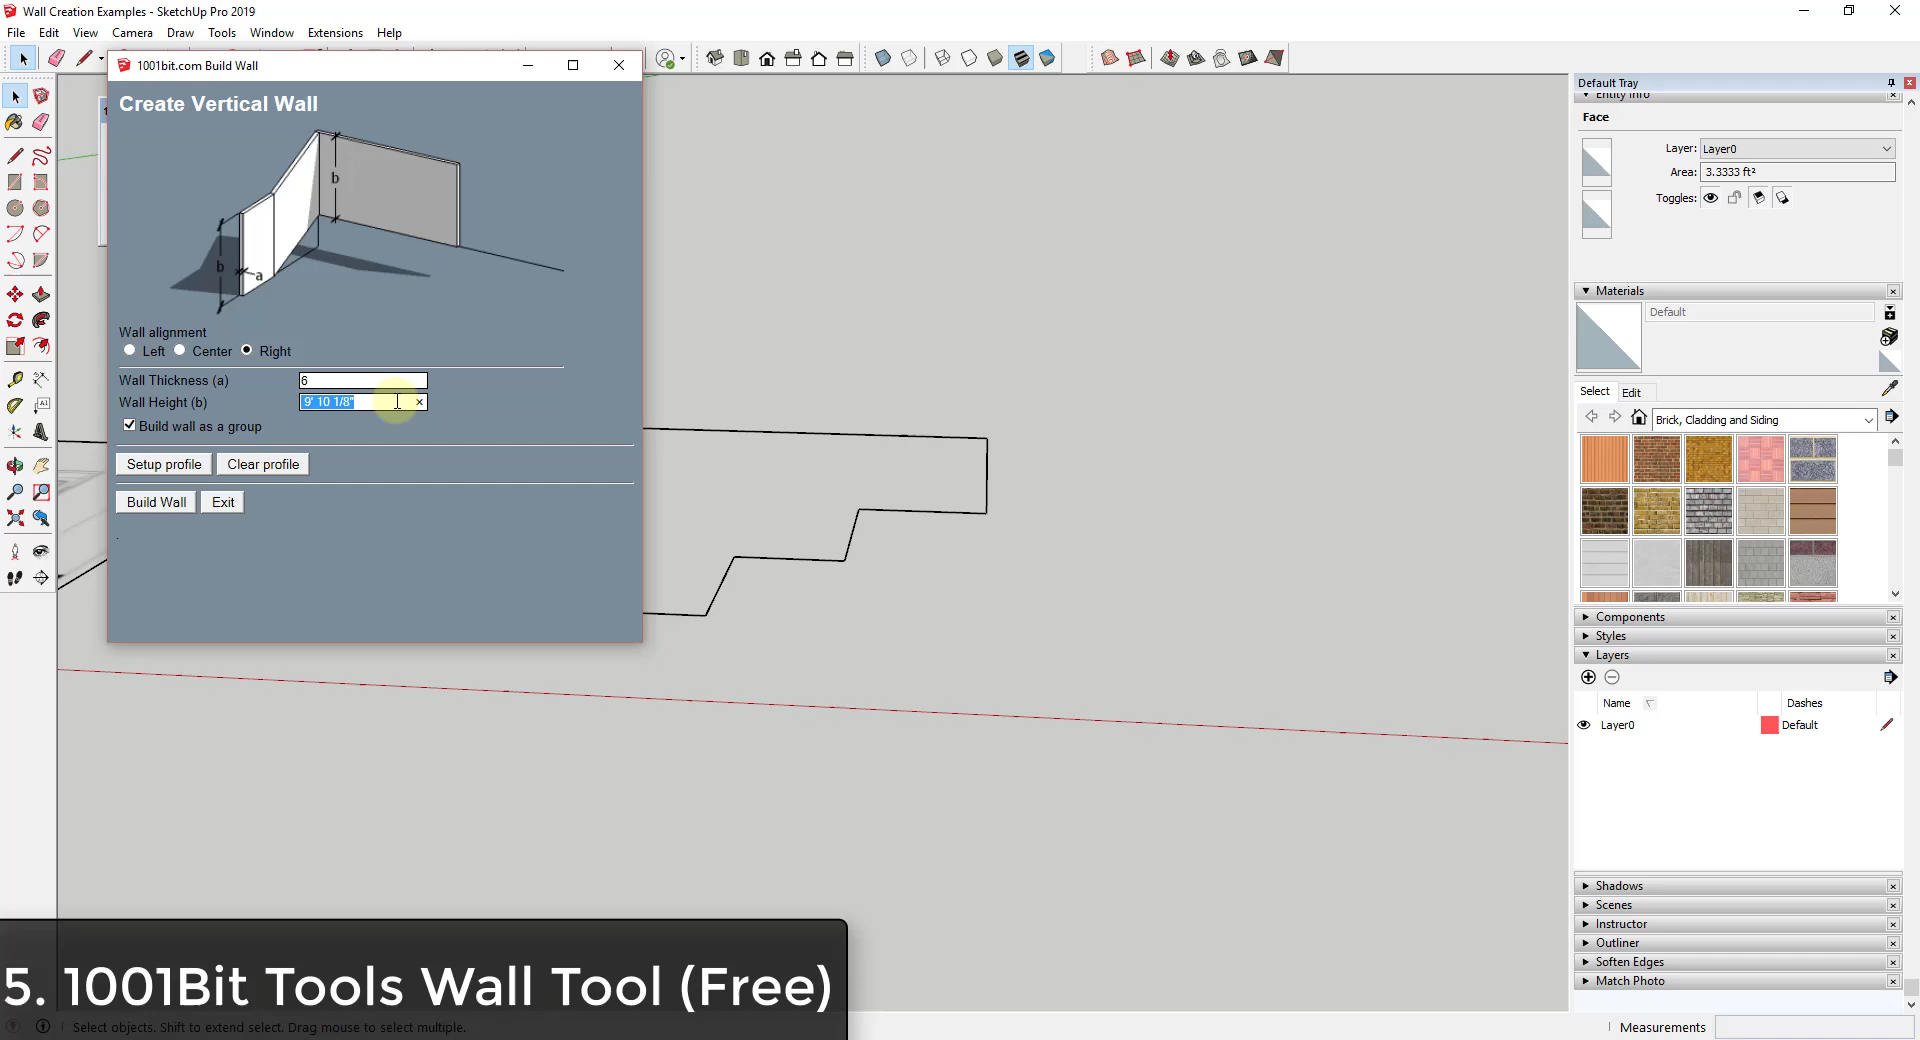 Wall Creation Examples - SketchUp Pro 2019
File Edit View Camera Draw Tools Window Extensions Help
1001bit.com Build Wall
Create Vertical Wall
b
b
a
Wall alignment
Left Center Right
Wall Thickness (a) 6
Wall Height (b) 9' 10 1/8"
Build wall as a group
Setup profile Clear profile
Build Wall Exit
Default Tray
Entity Info
Face
Layer: Layer0
Area: 3.3333 ft²
Toggles:
Materials
Default
Select Edit
Brick, Cladding and Siding
Components
Styles
Layers
Name Dashes
Layer0 Default
Shadows
Scenes
Instructor
Outliner
Soften Edges
Match Photo
5. 1001Bit Tools Wall Tool (Free)
Select objects. Shift to extend select. Drag mouse to select multiple.
Measurements